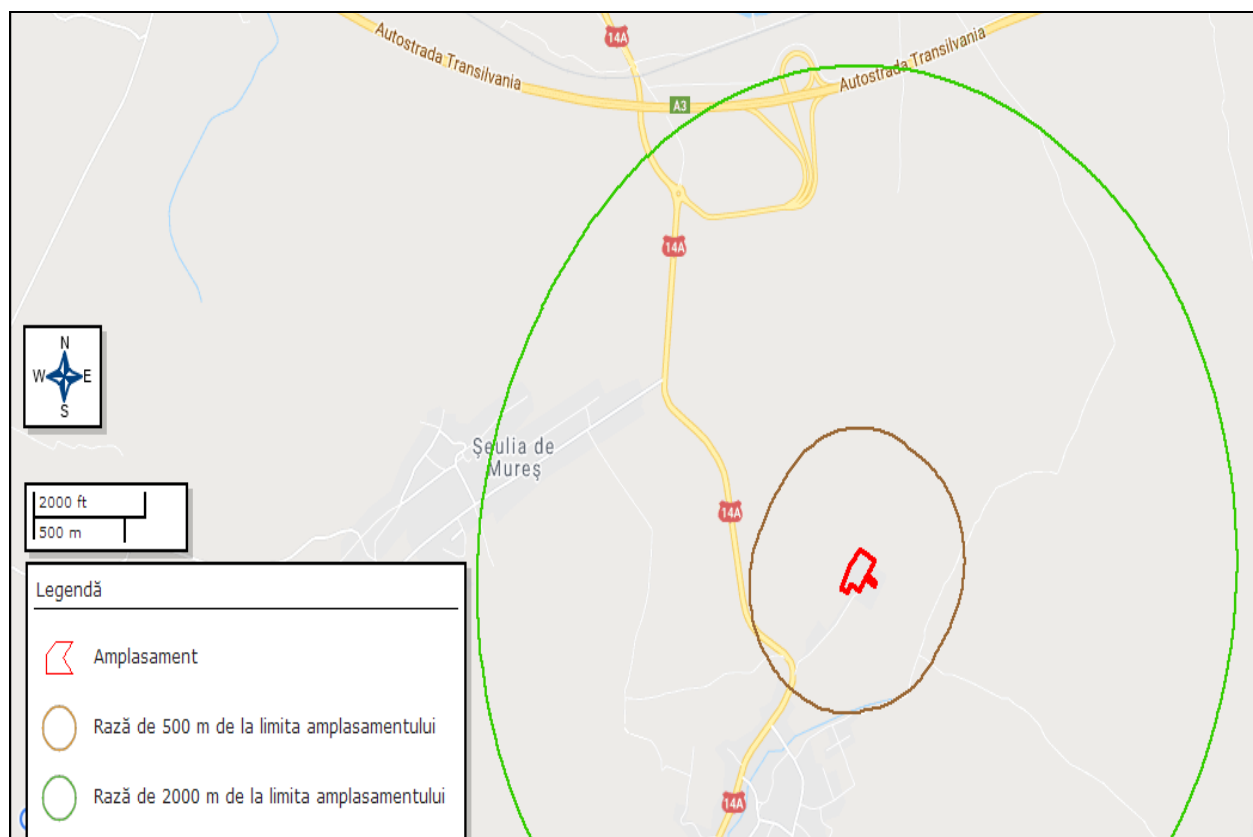 14A
Autostrada Transilvania
Autostrada Transilvania
A3
14A
N
W E
S
Şeulia de
Mureş
2000 ft
500 m
14A
Legendă
Amplasament
Rază de 500 m de la limita amplasamentului
Rază de 2000 m de la limita amplasamentului
14A